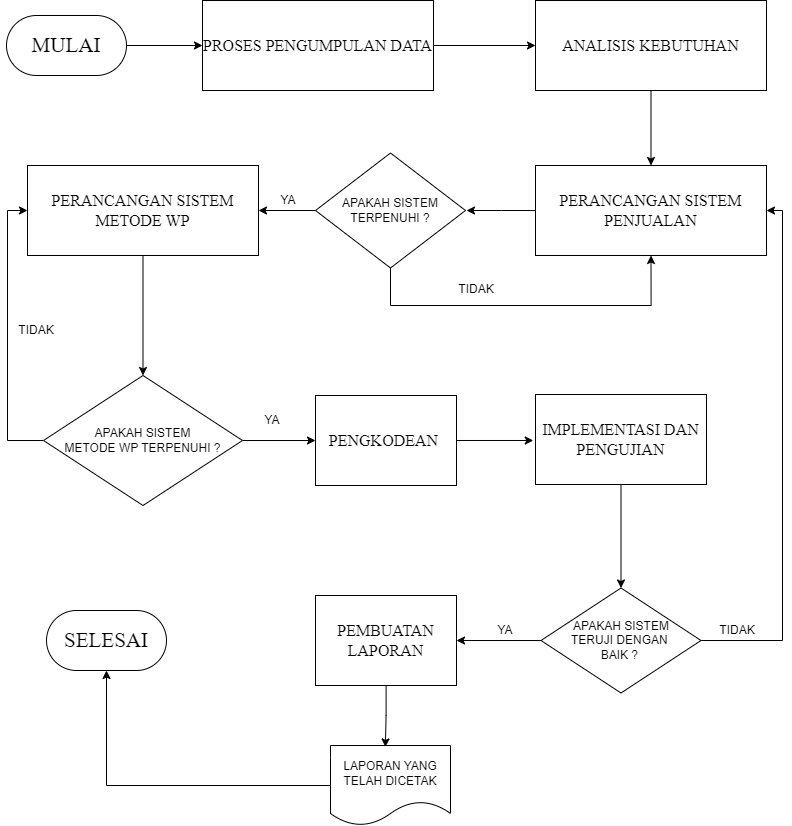 MULAI
PROSES PENGUMPULAN DATA
ANALISIS KEBUTUHAN
PERANCANGAN SISTEM
PENJUALAN
APAKAH SISTEM
TERPENUHI ?
YA
TIDAK
PERANCANGAN SISTEM
METODE WP
TIDAK
APAKAH SISTEM
METODE WP TERPENUHI ?
YA
PENGKODEAN
IMPLEMENTASI DAN
PENGUJIAN
APAKAH SISTEM
TERUJI DENGAN
BAIK ?
TIDAK
YA
PEMBUATAN
LAPORAN
LAPORAN YANG
TELAH DICETAK
SELESAI